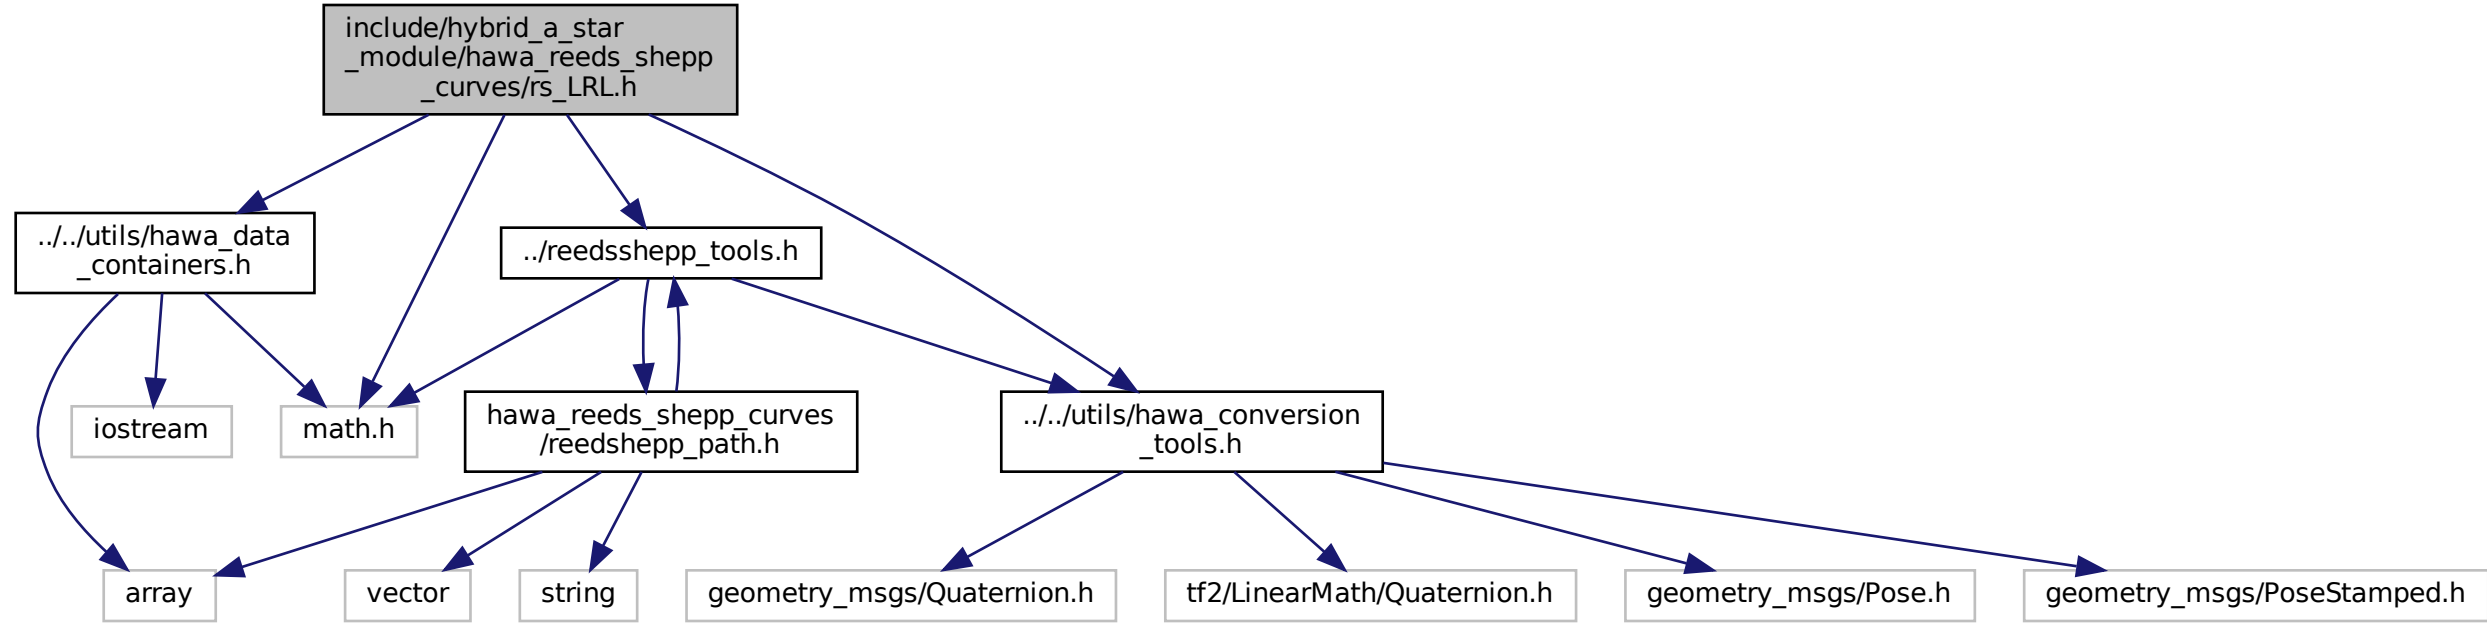 include/hybrid_a_star
_module/hawa_reeds_shepp
_curves/rs_LRL.h
../../utils/hawa_data
_containers.h
../reedsshepp_tools.h
iostream
math.h
hawa_reeds_shepp_curves
/reedshepp_path.h
../../utils/hawa_conversion
_tools.h
array
vector
string
geometry_msgs/Quaternion.h
tf2/LinearMath/Quaternion.h
geometry_msgs/Pose.h
geometry_msgs/PoseStamped.h